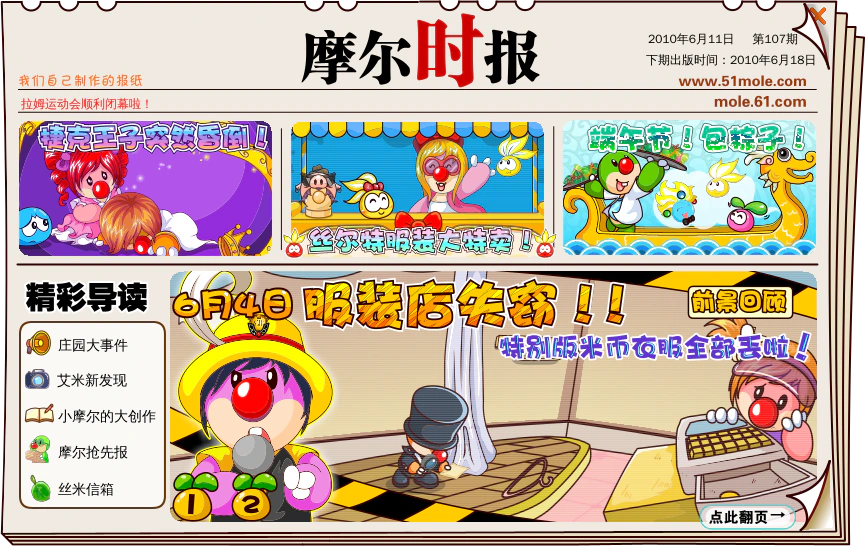 摩尔时报
2010年6月11日 第107期
下期出版时间：2010年6月18日
我们自己制作的报纸
www.51mole.com
拉姆运动会顺利闭幕啦！
mole.61.com
捷克王子突然昏倒！
丝尔特服装大特卖！
端午节！包粽子！
精彩导读
庄园大事件
艾米新发现
小摩尔的大创作
摩尔抢先报
丝米信箱
6月4日 服装店失窃！！
前景回顾
特别版米币衣服全部丢啦！
1 2
点此翻页→